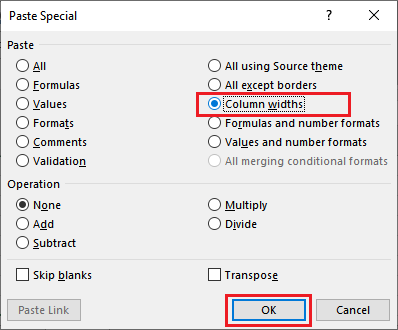 Paste Special
?
Paste
All
All using Source theme
Formulas
All except borders
Values
Column widths
Formats
Formulas and number formats
Comments
Values and number formats
Validation
All merging conditional formats
Operation
None
Multiply
Add
Divide
Subtract
Skip blanks
Transpose
Paste Link
OK
Cancel